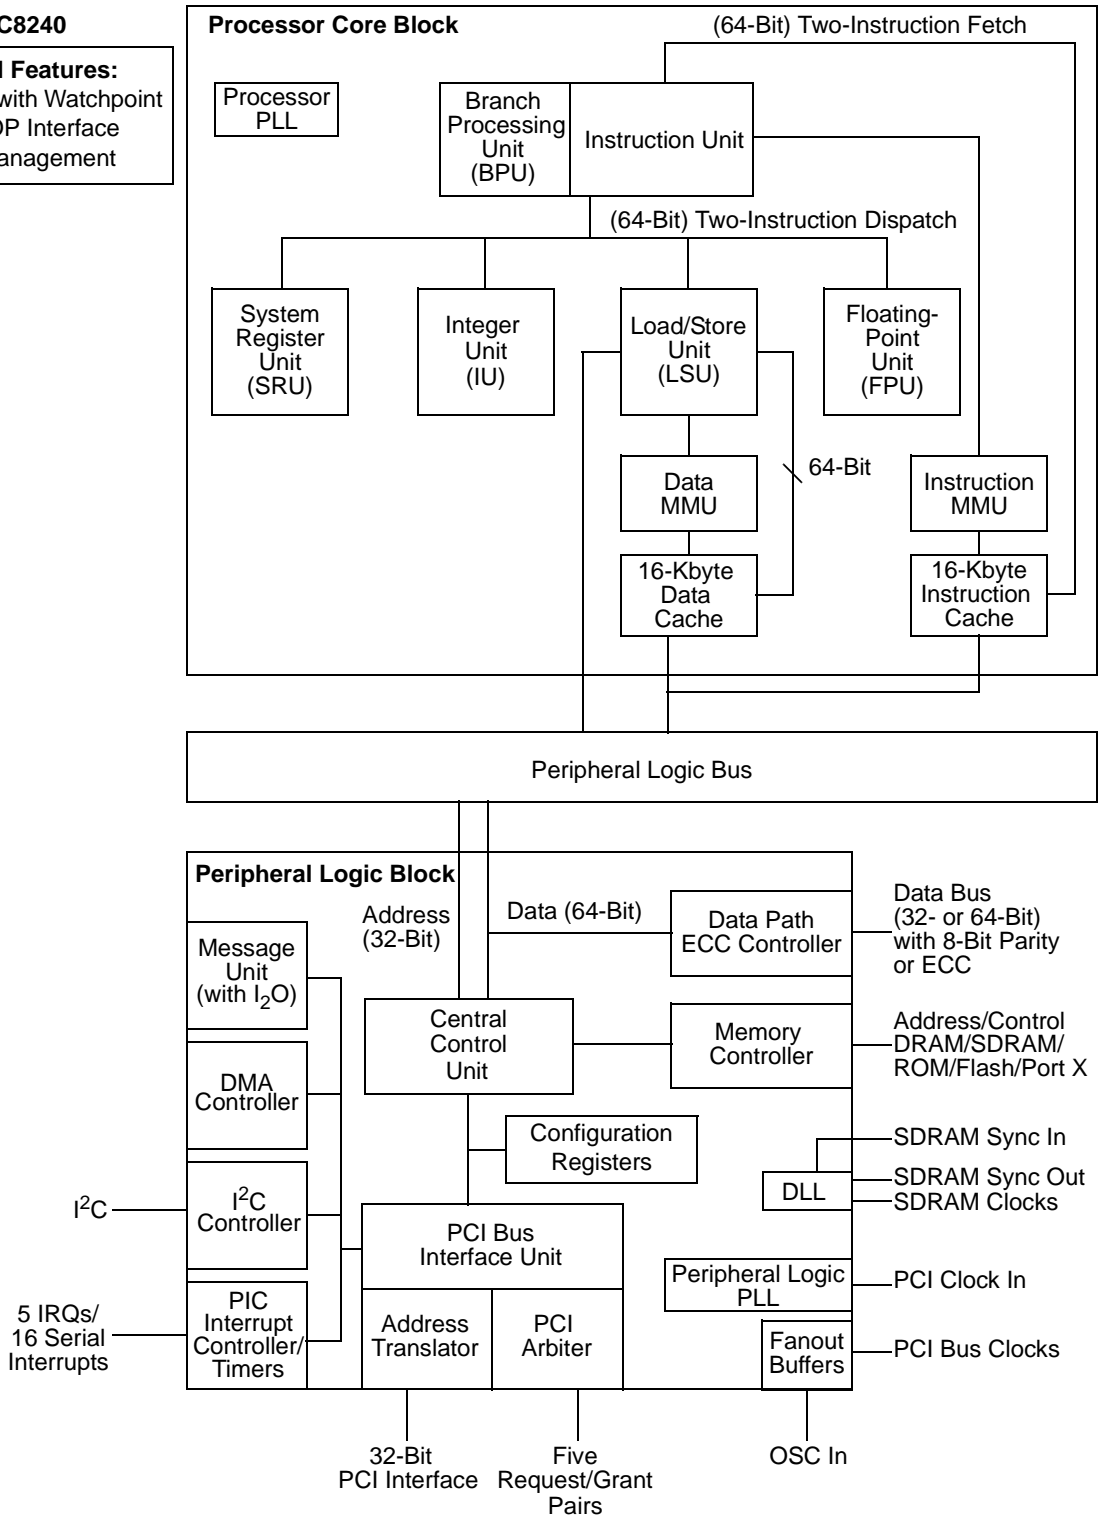 C8240
Features:
with Watchpoint
OP Interface
anagement
Processor Core Block
(64-Bit) Two-Instruction Fetch
Processor
PLL
Branch
Processing
Unit
(BPU)
Instruction Unit
(64-Bit) Two-Instruction Dispatch
System
Register
Unit
(SRU)
Integer
Unit
(IU)
Load/Store
Unit
(LSU)
Floating-
Point
Unit
(FPU)
64-Bit
Data
MMU
Instruction
MMU
16-Kbyte
Data
Cache
16-Kbyte
Instruction
Cache
Peripheral Logic Bus
Peripheral Logic Block
Address
(32-Bit)
Data (64-Bit)
Data Path
ECC Controller
Data Bus
(32- or 64-Bit)
with 8-Bit Parity
or ECC
Message
Unit
(with I2O)
Central
Control
Unit
Memory
Controller
Address/Control
DRAM/SDRAM/
ROM/Flash/Port X
DMA
Controller
Configuration
Registers
SDRAM Sync In
DLL
SDRAM Sync Out
SDRAM Clocks
I2C
I2C
Controller
PCI Bus
Interface Unit
Peripheral Logic
PLL
PCI Clock In
5 IRQs/
16 Serial
Interrupts
PIC
Interrupt
Controller/
Timers
Address
Translator
PCI
Arbiter
Fanout
Buffers
PCI Bus Clocks
32-Bit
PCI Interface
Five
Request/Grant
Pairs
OSC In